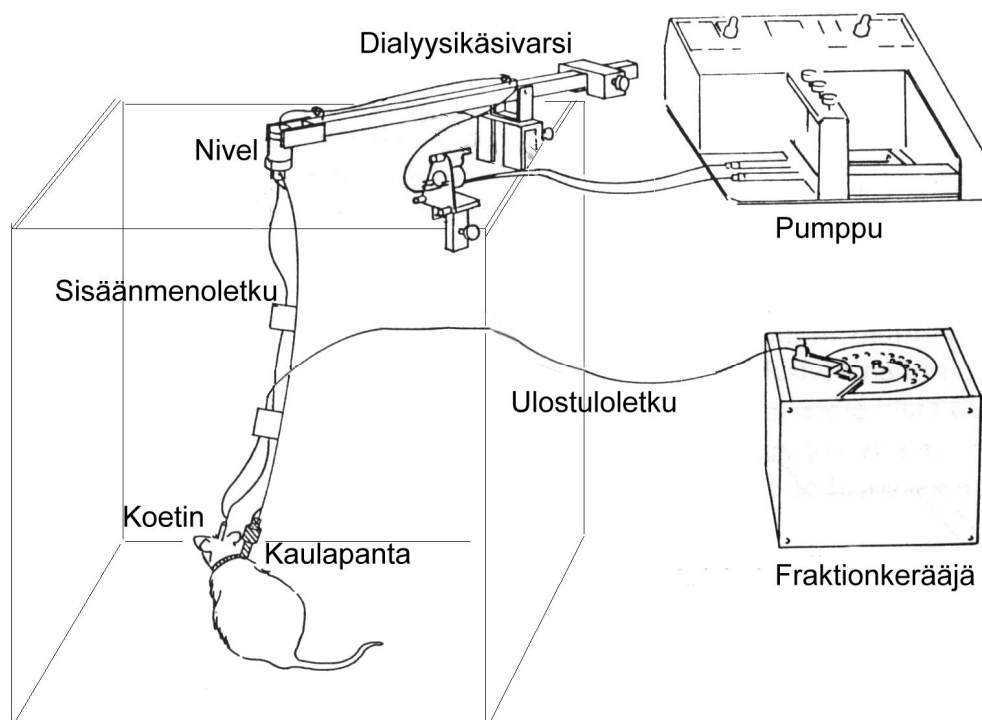 Dialyysikäsivarsi
Nivel
Pumppu
Sisäänmenoletku
Ulostuloletku
Koetin
Kaulapanta
Fraktionkerääjä